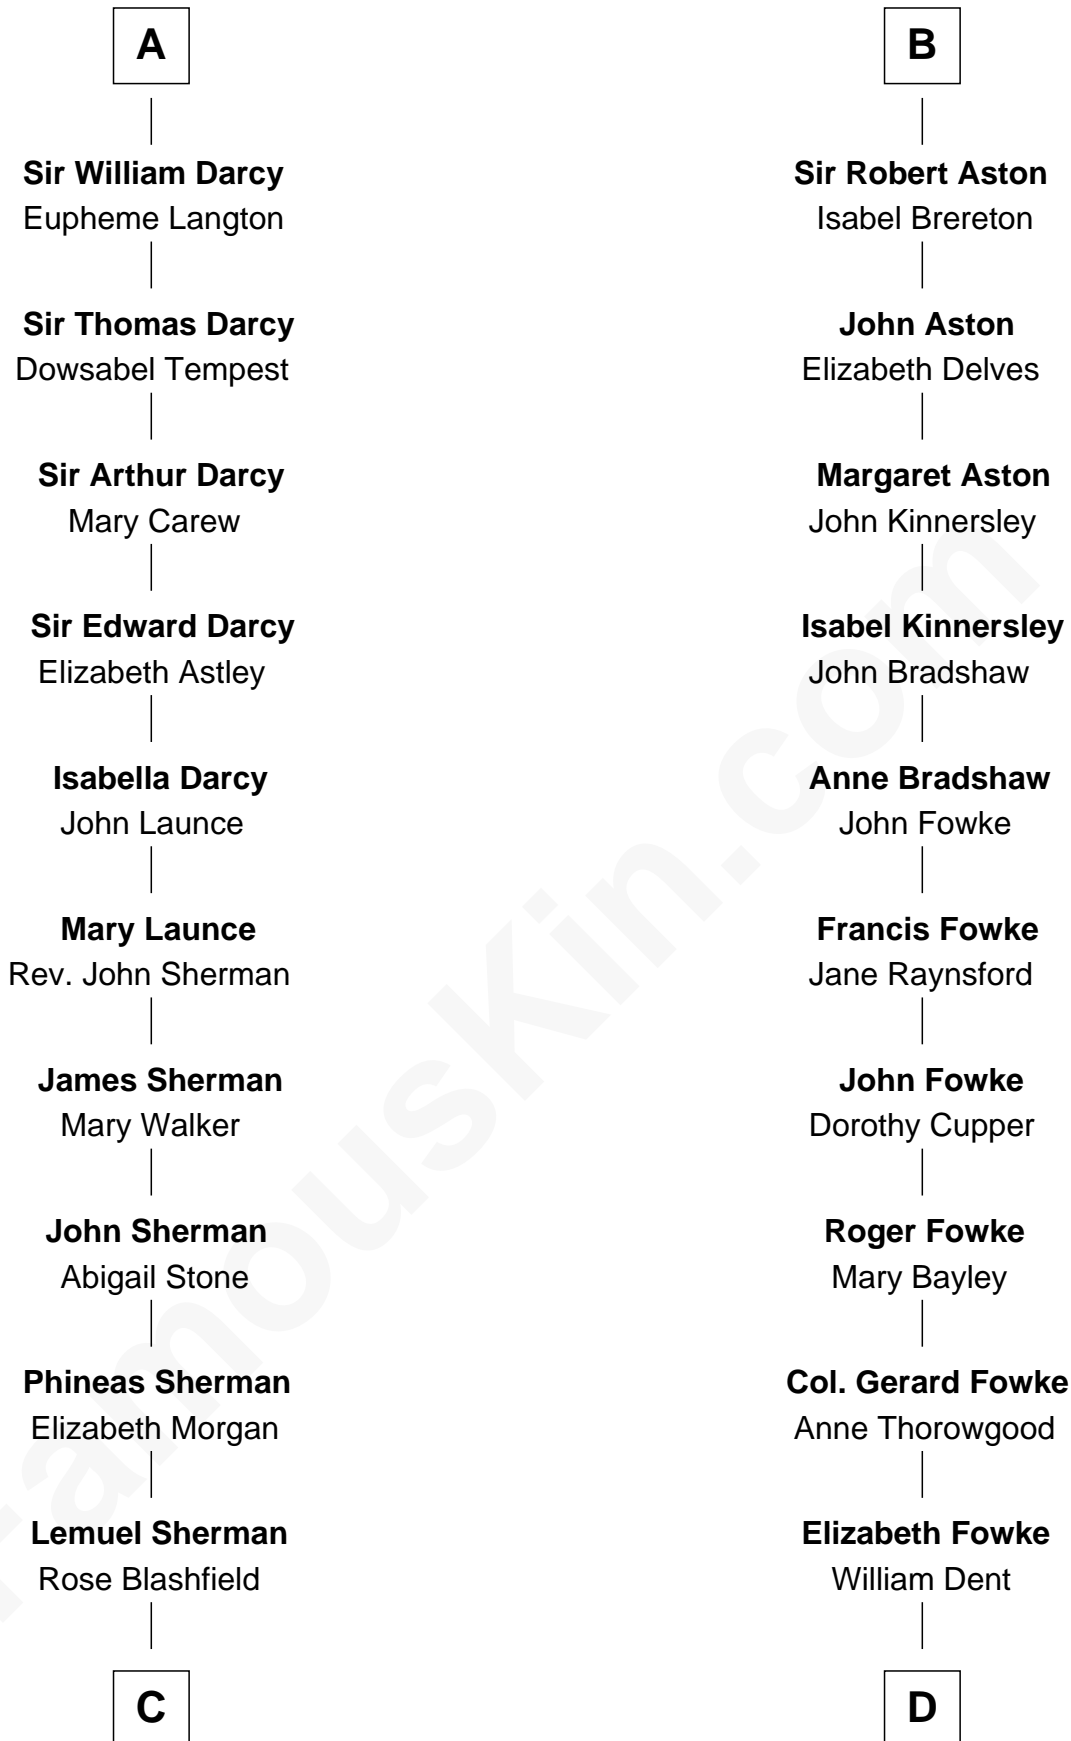 A
Sir William Darcy
Eupheme Langton
Sir Thomas Darcy
Dowsabel Tempest
Sir Arthur Darcy
Mary Carew
Sir Edward Darcy
Elizabeth Astley
Isabella Darcy
John Launce
Mary Launce
Rev. John Sherman
James Sherman
Mary Walker
John Sherman
Abigail Stone
Phineas Sherman
Elizabeth Morgan
Lemuel Sherman
Rose Blashfield
C
B
Sir Robert Aston
Isabel Brereton
John Aston
Elizabeth Delves
Margaret Aston
John Kinnersley
Isabel Kinnersley
John Bradshaw
Anne Bradshaw
John Fowke
Francis Fowke
Jane Raynsford
John Fowke
Dorothy Cupper
Roger Fowke
Mary Bayley
Col. Gerard Fowke
Anne Thorowgood
Elizabeth Fowke
William Dent
D
FamousKin.com